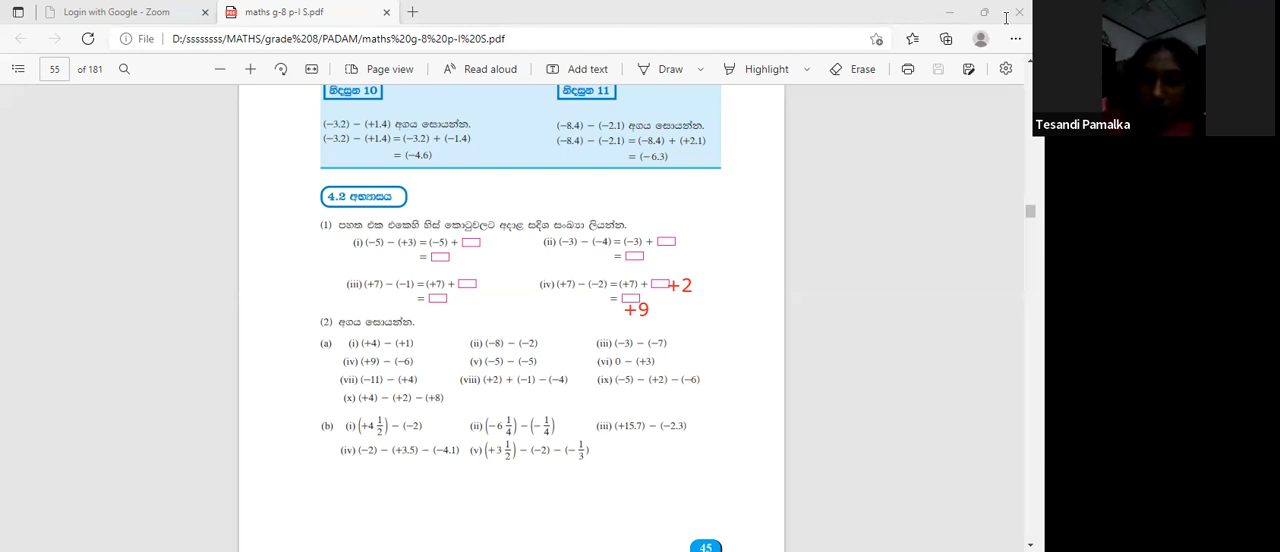 Login with Google - Zoom
maths g-8 p-I S.pdf
File D:/ssssssss/MATHS/grade%208/PADAM/maths%20g-8%20p-I%20S.pdf
55 of 181 Page view Read aloud Add text Draw Highlight Erase
Tesandi Pamalka
නිදසුන 10 නිදසුන 11
(−3.2) − (+1.4) අගය සොයන්න. (−8.4) − (−2.1) අගය සොයන්න.
(−3.2) − (+1.4) = (−3.2) + (−1.4) (−8.4) − (−2.1) = (−8.4) + (+2.1)
= (−4.6) = (−6.3)
4.2 අභ්‍යාසය
(1) පහත එක එකෙහි හිස් කොටුවලට අදාළ සදිශ සංඛ්‍යා ලියන්න.
(i) (−5) − (+3) = (−5) + (ii) (−3) − (−4) = (−3) +
= =
(iii) (+7) − (−1) = (+7) + (iv) (+7) − (−2) = (+7) + +2
= = +9
(2) අගය සොයන්න.
(a) (i) (+4) − (+1) (ii) (−8) − (−2) (iii) (−3) − (−7)
(iv) (+9) − (−6) (v) (−5) − (−5) (vi) 0 − (+3)
(vii) (−11) − (+4) (viii) (+2) + (−1) − (−4) (ix) (−5) − (+2) − (−6)
(x) (+4) − (+2) − (+8)
(b) (i) (+4 1/2) − (−2) (ii) (−6 1/4) − (−1/4) (iii) (+15.7) − (−2.3)
(iv) (−2) − (+3.5) − (−4.1) (v) (+3 1/2) − (−2) − (−1/3)
45